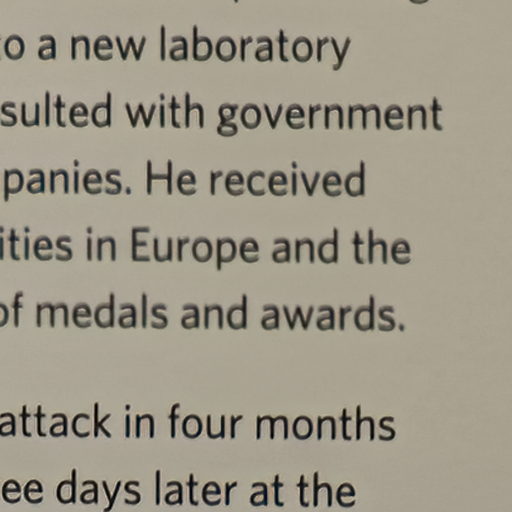 to a new laboratory
sulted with government
panies. He received
ities in Europe and the
of medals and awards.
attack in four months
ee days later at the